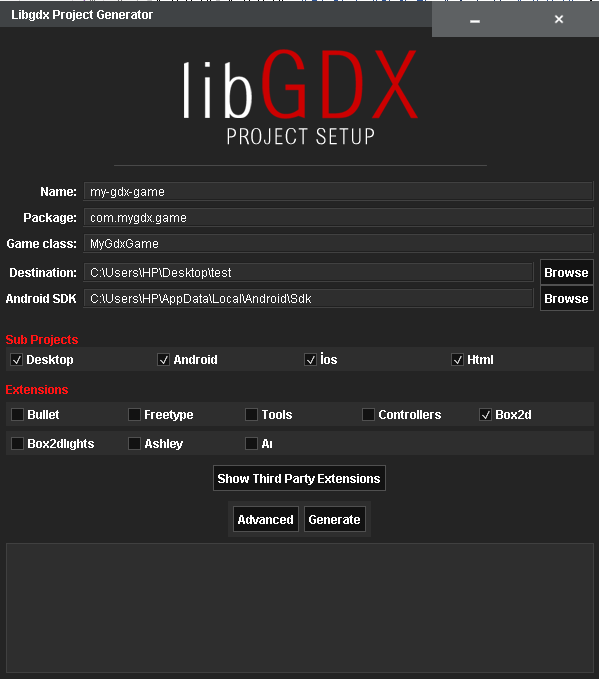 Libgdx Project Generator
libGDX
PROJECT SETUP
Name: my-gdx-game
Package: com.mygdx.game
Game class: MyGdxGame
Destination: C:\Users\HP\Desktop\test Browse
Android SDK C:\Users\HP\AppData\Local\Android\Sdk Browse
Sub Projects
Desktop Android İos Html
Extensions
Bullet Freetype Tools Controllers Box2d
Box2dlıghts Ashley Aı
Show Third Party Extensions
Advanced Generate